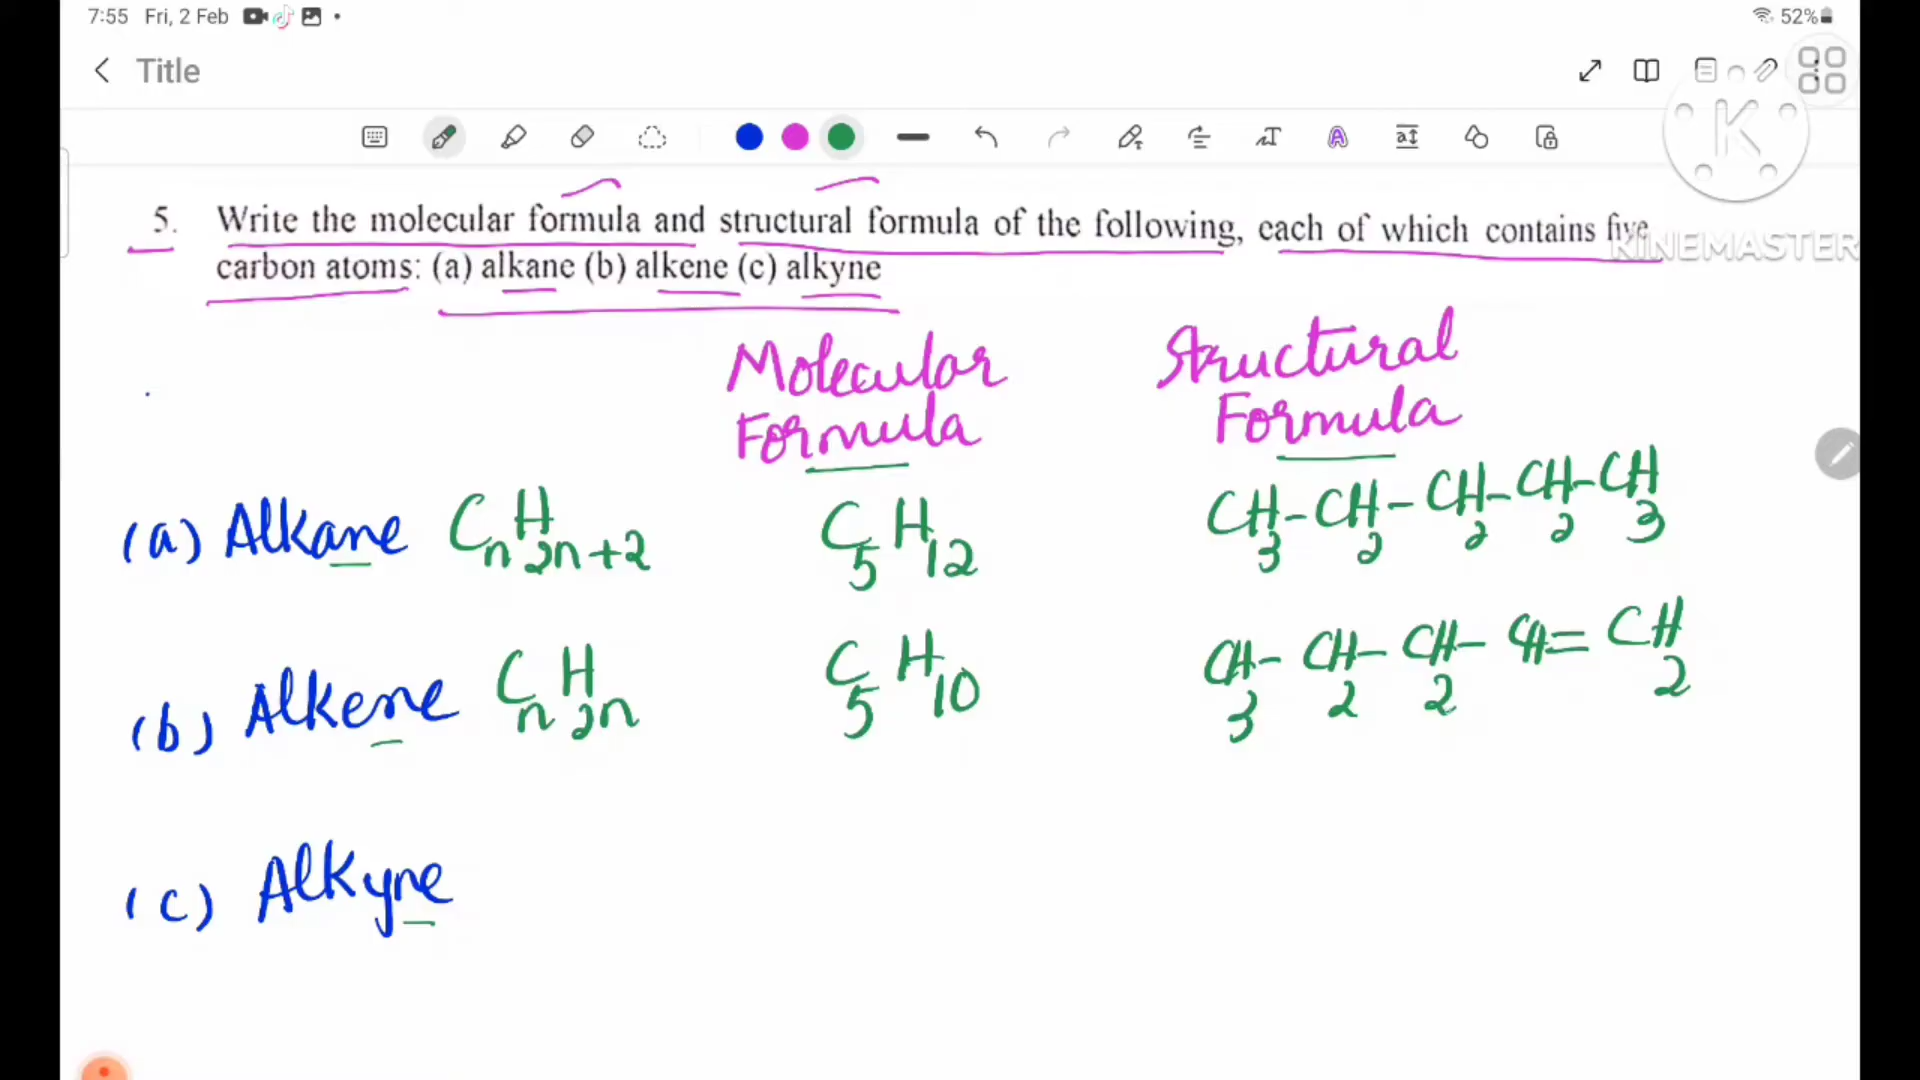 7:55 Fri, 2 Feb 52%
Title
K
5. Write the molecular formula and structural formula of the following, each of which contains five
KINEMASTER
carbon atoms: (a) alkane (b) alkene (c) alkyne
Molecular Structural
Formula Formula
(a) Alkane CnH2n+2 C5H12 CH3-CH2-CH2-CH2-CH3
(b) Alkene CnH2n C5H10 CH3-CH2-CH2-CH=CH2
(c) Alkyne